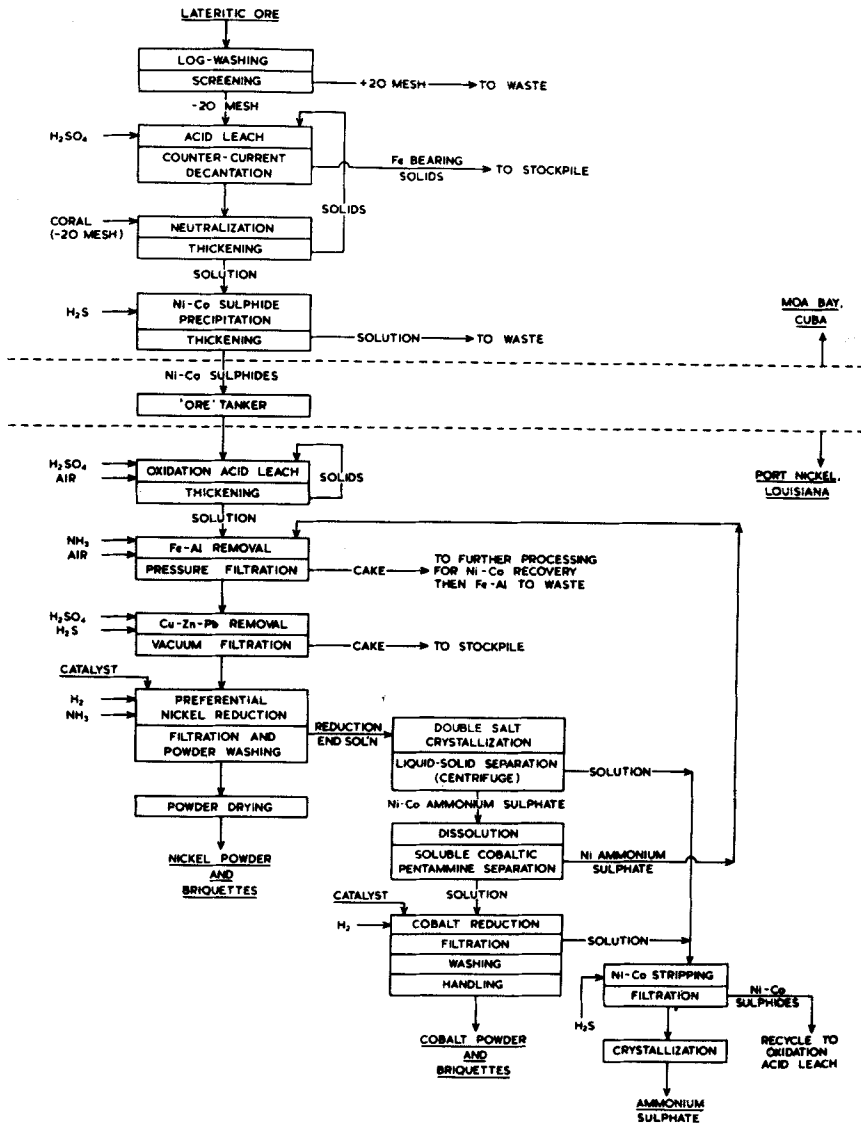 LATERITIC ORE
LOG-WASHING
SCREENING
+20 MESH
TO WASTE
-20 MESH
H₂SO₄
ACID LEACH
COUNTER-CURRENT
DECANTATION
Fe BEARING
SOLIDS
TO STOCKPILE
SOLIDS
CORAL
(-20 MESH)
NEUTRALIZATION
THICKENING
SOLUTION
H₂S
Ni-Co SULPHIDE
PRECIPITATION
THICKENING
SOLUTION
TO WASTE
MOA BAY,
CUBA
Ni-Co SULPHIDES
'ORE' TANKER
PORT NICKEL,
LOUISIANA
H₂SO₄
AIR
OXIDATION ACID LEACH
THICKENING
SOLIDS
SOLUTION
NH₃
AIR
Fe-Al REMOVAL
PRESSURE FILTRATION
CAKE
TO FURTHER PROCESSING
FOR Ni-Co RECOVERY
THEN Fe-Al TO WASTE
H₂SO₄
H₂S
Cu-Zn-Pb REMOVAL
VACUUM FILTRATION
CAKE
TO STOCKPILE
CATALYST
H₂
NH₃
PREFERENTIAL
NICKEL REDUCTION
FILTRATION AND
POWDER WASHING
REDUCTION
END SOL'N
DOUBLE SALT
CRYSTALLIZATION
LIQUID-SOLID SEPARATION
(CENTRIFUGE)
SOLUTION
POWDER DRYING
NICKEL POWDER
AND
BRIQUETTES
Ni-Co AMMONIUM SULPHATE
DISSOLUTION
SOLUBLE COBALTIC
PENTAMMINE SEPARATION
Ni AMMONIUM
SULPHATE
SOLUTION
CATALYST
H₂
COBALT REDUCTION
FILTRATION
WASHING
HANDLING
SOLUTION
COBALT POWDER
AND
BRIQUETTES
Ni-Co STRIPPING
FILTRATION
H₂S
Ni-Co
SULPHIDES
RECYCLE TO
OXIDATION
ACID LEACH
CRYSTALLIZATION
AMMONIUM
SULPHATE